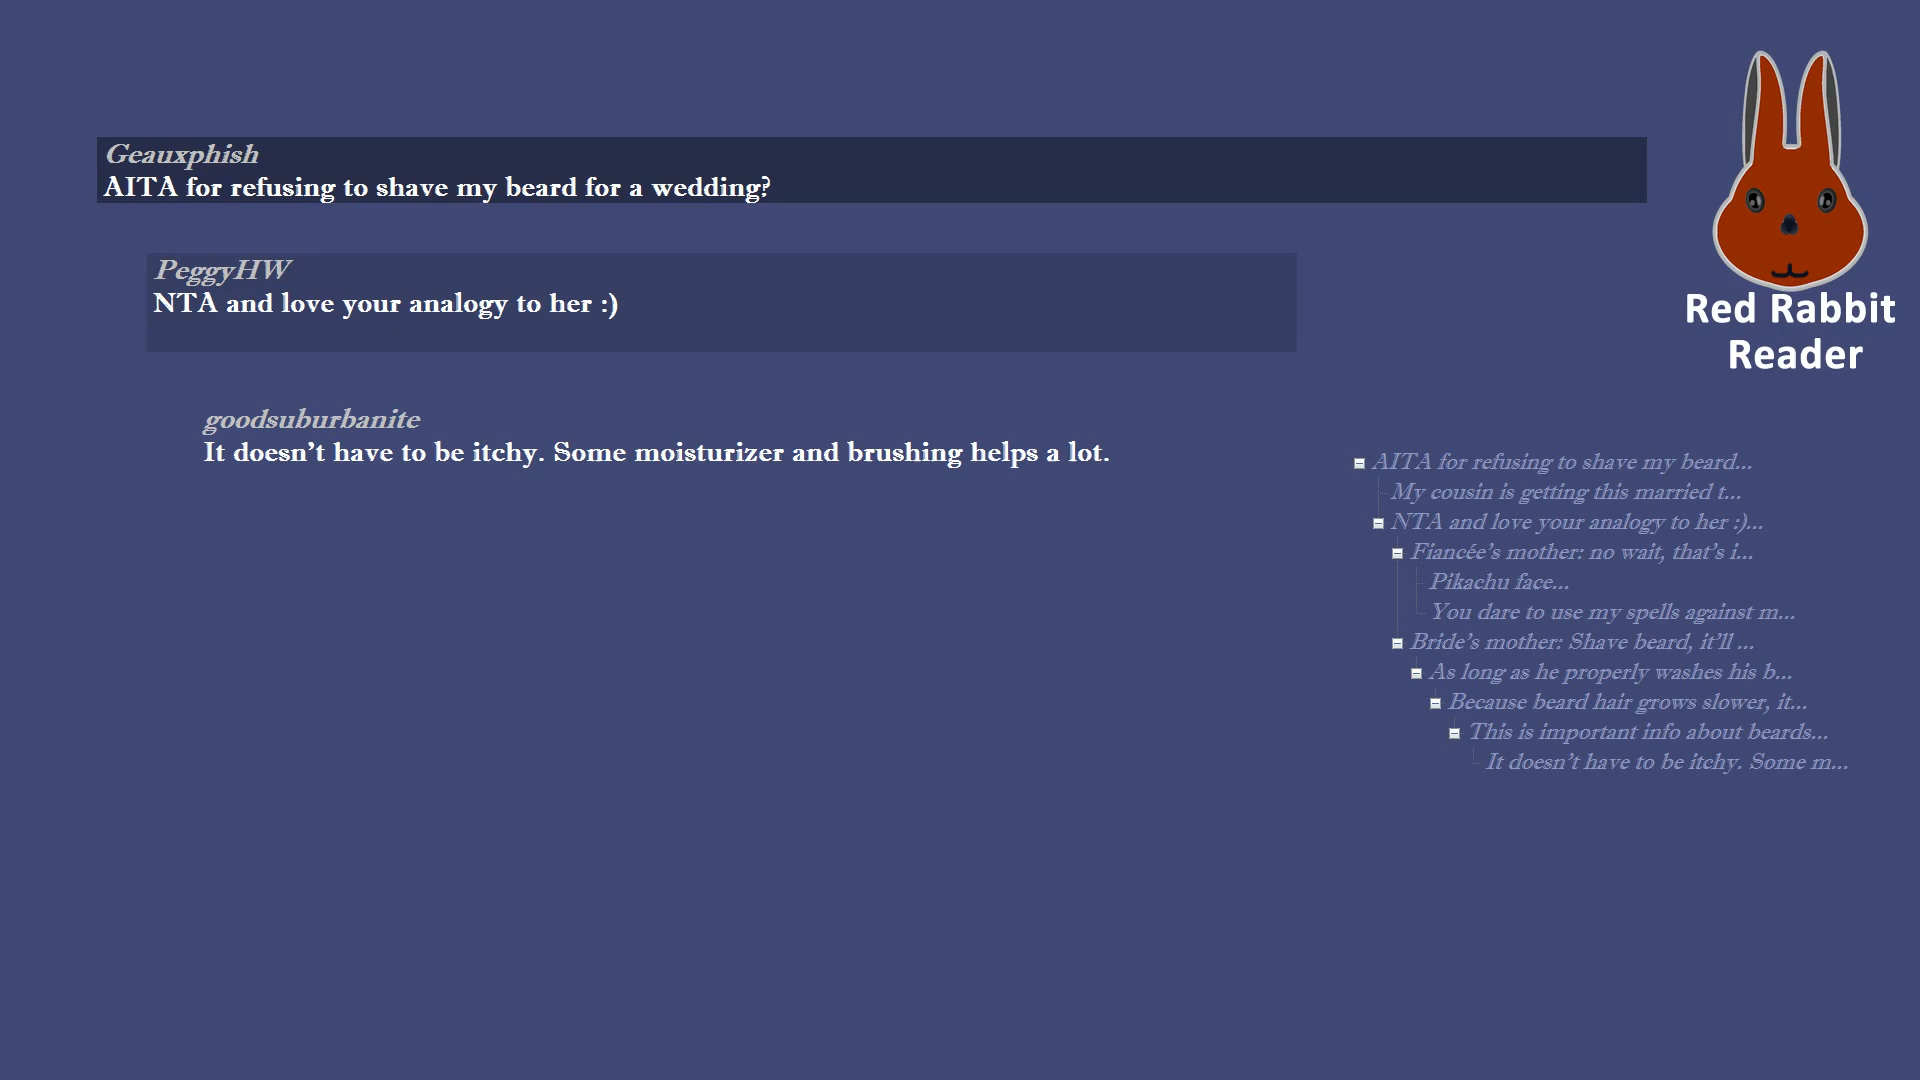 Geauxphish
AITA for refusing to shave my beard for a wedding?
PeggyHW
NTA and love your analogy to her :)
goodsuburbanite
It doesn't have to be itchy. Some moisturizer and brushing helps a lot.
Red Rabbit
Reader
AITA for refusing to shave my beard...
My cousin is getting this married t...
NTA and love your analogy to her :)...
Fiancée's mother: no wait, that's i...
Pikachu face...
You dare to use my spells against m...
Bride's mother: Shave beard, it'll ...
As long as he properly washes his b...
Because beard hair grows slower, it...
This is important info about beards...
It doesn't have to be itchy. Some m...